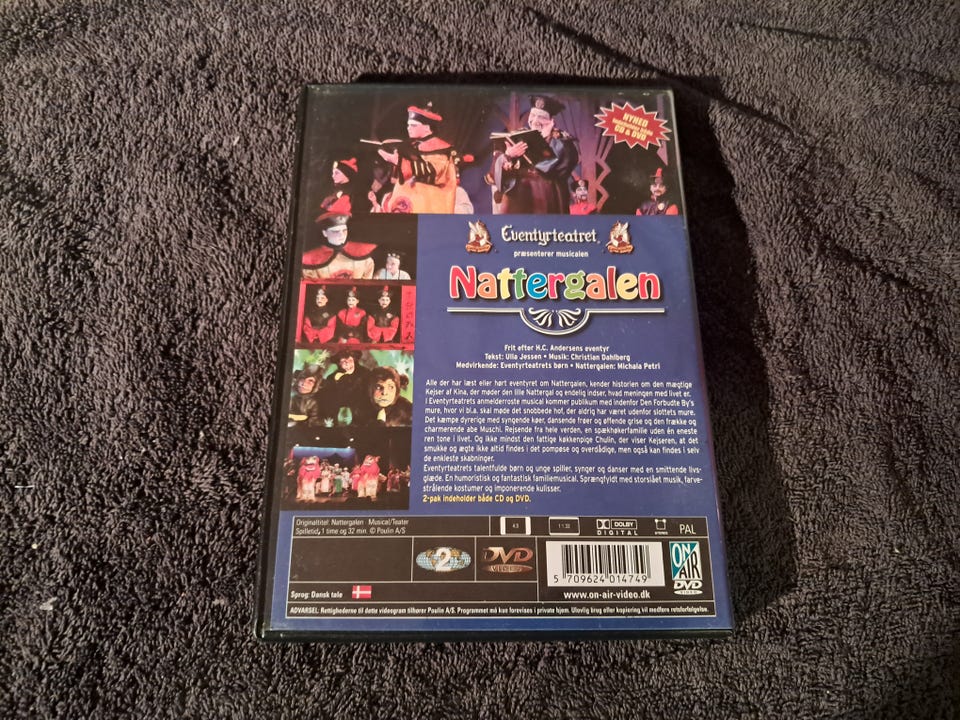 NYHED
Indeholder både
CD & DVD
Eventyrteatret
præsenterer musicalen
Nattergalen
Frit efter H.C. Andersens eventyr
Tekst: Ulla Jessen • Musik: Christian Dahlberg
Medvirkende: Eventyrteatrets børn • Nattergalen: Michala Petri
Alle der har læst eller hørt eventyret om Nattergalen, kender historien om den mægtige
Kejser af Kina, der møder den lille Nattergal og endelig indser, hvad meningen med livet er.
I Eventyrteatrets anmelderroste musical kommer publikum med indenfor Den Forbudte By's
mure, hvor vi bl.a. skal møde det snobbede hof, der aldrig har været udenfor slottets mure.
Det kæmpe dyrerige med syngende køer, dansende frøer og øffende grise og den frække og
charmerende abe Muschi. Rejsende fra hele verden, en spækhøkerfamilie uden én eneste
ren tone i livet. Og ikke mindst den fattige køkkenpige Chulin, der viser Kejseren, at det
smukke og ægte ikke altid findes i det pompøse og overdådige, men også kan findes i selv
de enkleste skabninger.
Eventyrteatrets talentfulde børn og unge spiller, synger og danser med en smittende livs-
glæde. En humoristisk og fantastisk familiemusical. Sprængfyldt med storslået musik, farve-
strålende kostumer og imponerende kulisser.
2-pak indeholder både CD og DVD.
Originaltitel: Nattergalen · Musical/Teater
Spilletid: 1 time og 32 min. © Poulin A/S
4:3
1t:32
DOLBY
DIGITAL
STEREO
PAL
2
DVD
VIDEO
5 709624 014749
www.on-air-video.dk
ON
AIR
DVD
VIDEO
Sprog: Dansk tale
ADVARSEL: Rettighederne til dette videogram tilhører Poulin A/S. Programmet må kun forevises i private hjem. Ulovlig brug eller kopiering vil medføre retsforfølgelse.